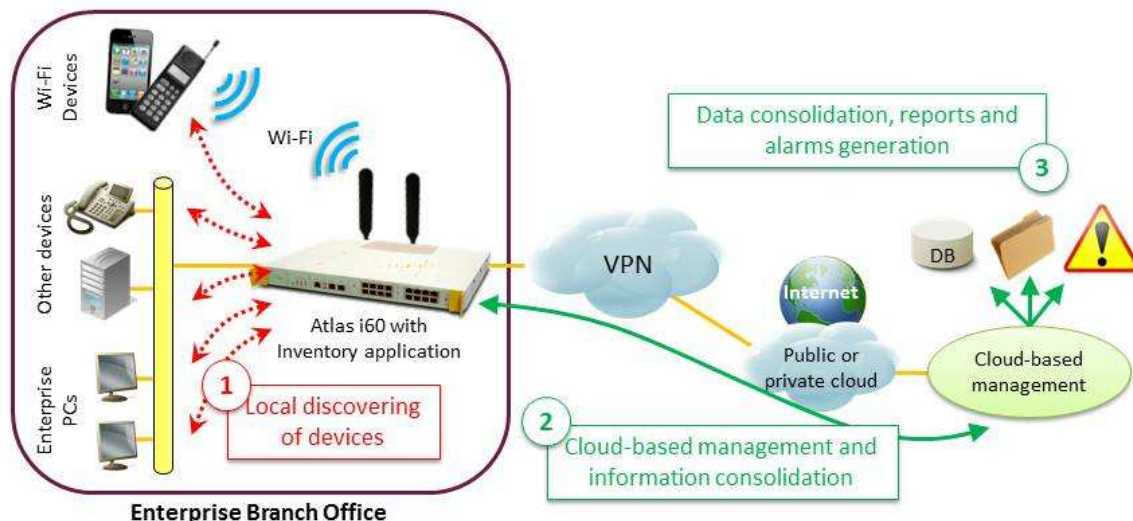 Wi-Fi
Devices
Wi-Fi
Other devices
Enterprise
PCs
Atlas i60 with
Inventory application
1
Local discovering
of devices
Enterprise Branch Office
VPN
Internet
Public or
private cloud
2
Cloud-based management and
information consolidation
Data consolidation, reports and
alarms generation
3
DB
Cloud-based
management